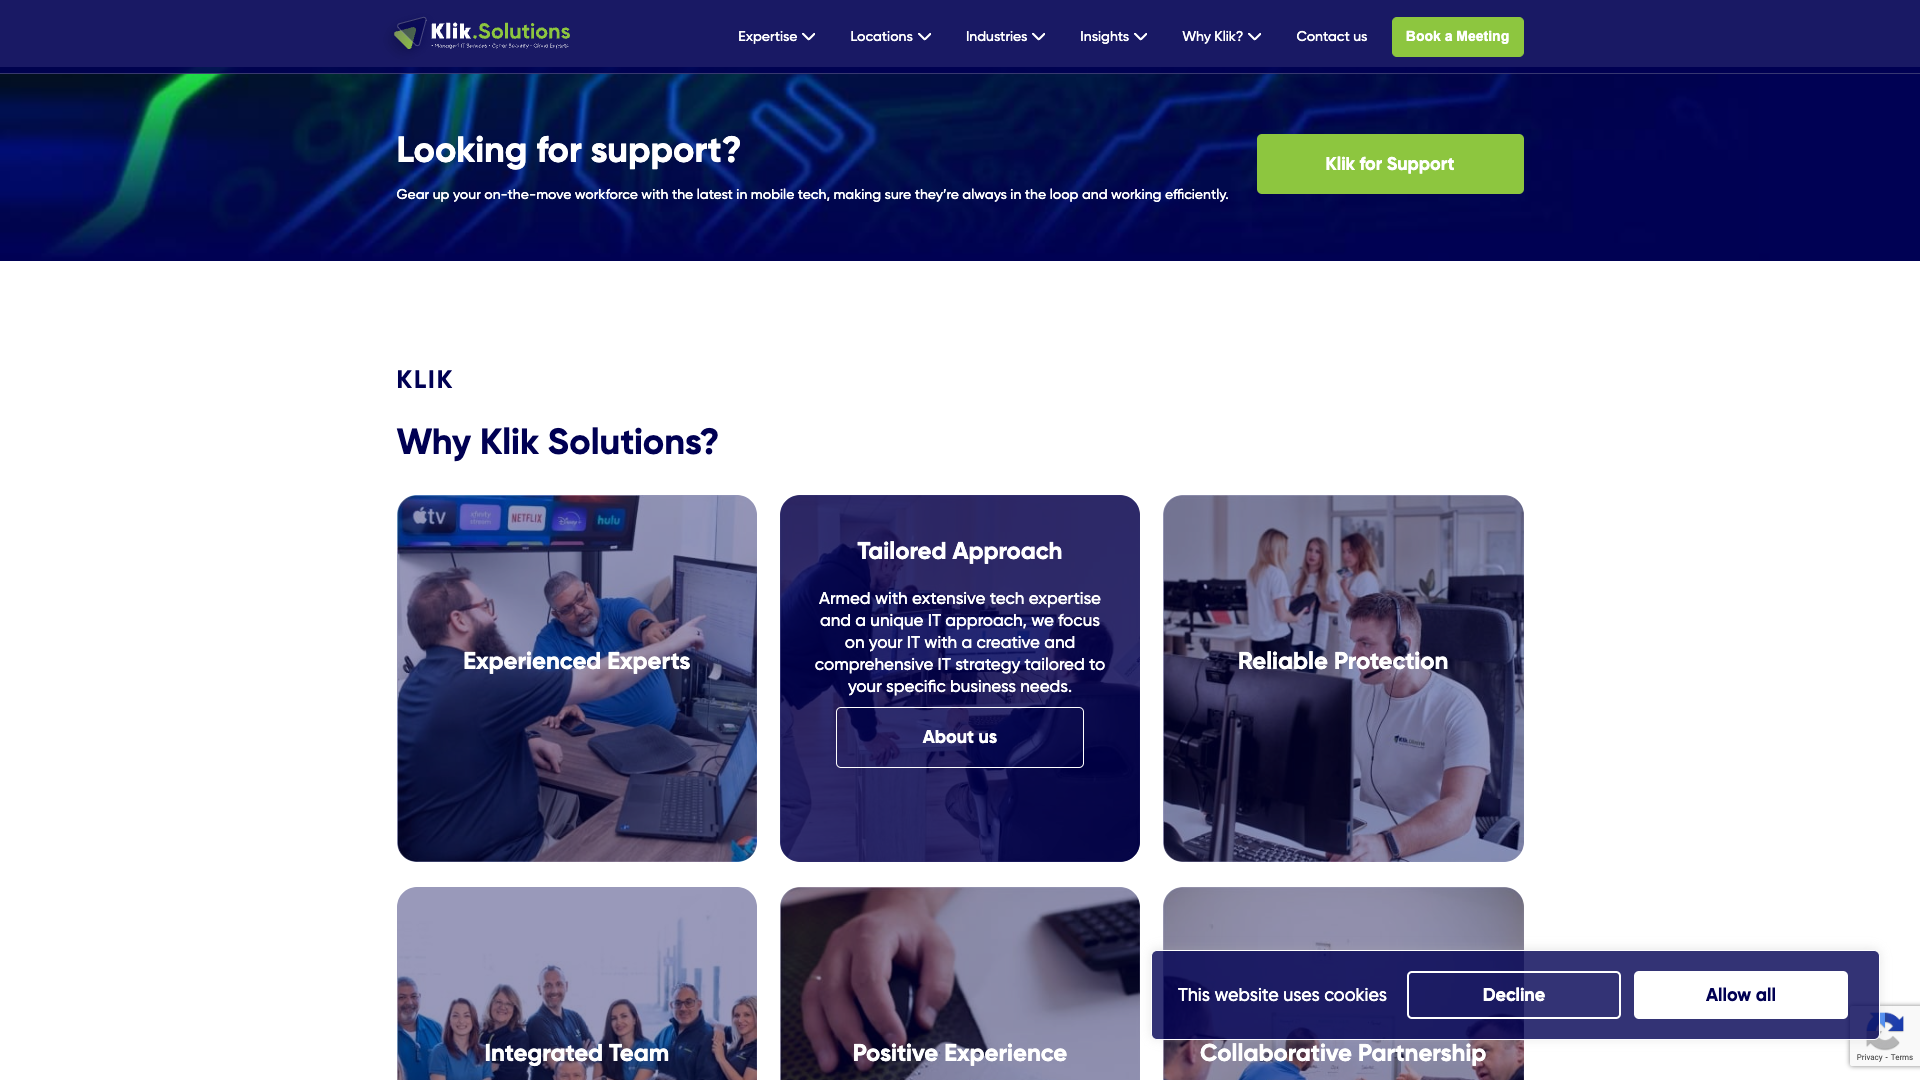 Klik.Solutions
• Managed IT Services • Cyber Security • Cloud Experts
Expertise
Locations
Industries
Insights
Why Klik?
Contact us
Book a Meeting
Looking for support?
Gear up your on-the-move workforce with the latest in mobile tech, making sure they’re always in the loop and working efficiently.
Klik for Support
KLIK
Why Klik Solutions?
tv
xfinity
stream
NETFLIX
Disney+
hulu
Experienced Experts
Tailored Approach
Armed with extensive tech expertise
and a unique IT approach, we focus
on your IT with a creative and
comprehensive IT strategy tailored to
your specific business needs.
About us
Reliable Protection
Klik
Integrated Team
Positive Experience
Collaborative Partnership
This website uses cookies
Decline
Allow all
Privacy - Terms